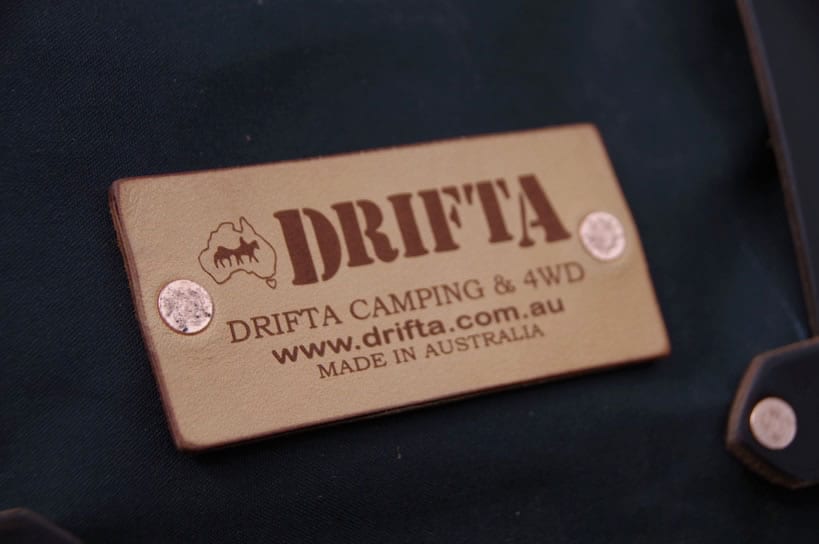 DRIFTA
DRIFTA CAMPING & 4WD
www.drifta.com.au
MADE IN AUSTRALIA